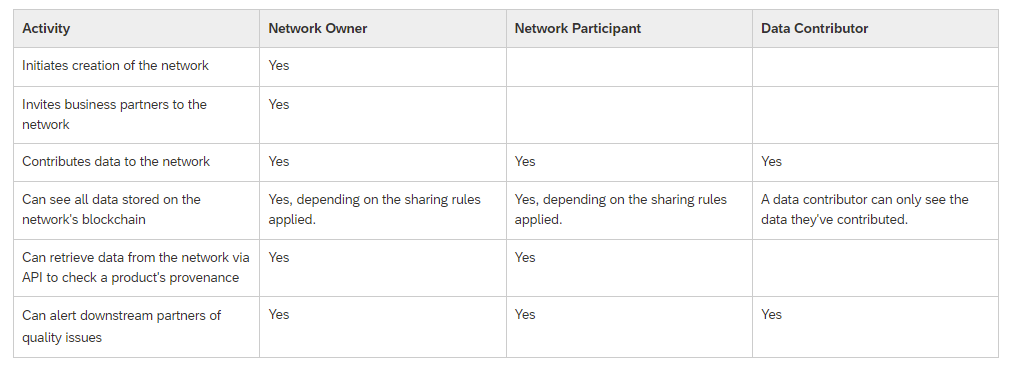 Activity Network Owner Network Participant Data Contributor
Initiates creation of the network Yes
Invites business partners to the Yes
network
Contributes data to the network Yes Yes Yes
Can see all data stored on the Yes, depending on the sharing rules Yes, depending on the sharing rules A data contributor can only see the
network's blockchain applied. applied. data they've contributed.
Can retrieve data from the network via Yes Yes
API to check a product's provenance
Can alert downstream partners of Yes Yes Yes
quality issues